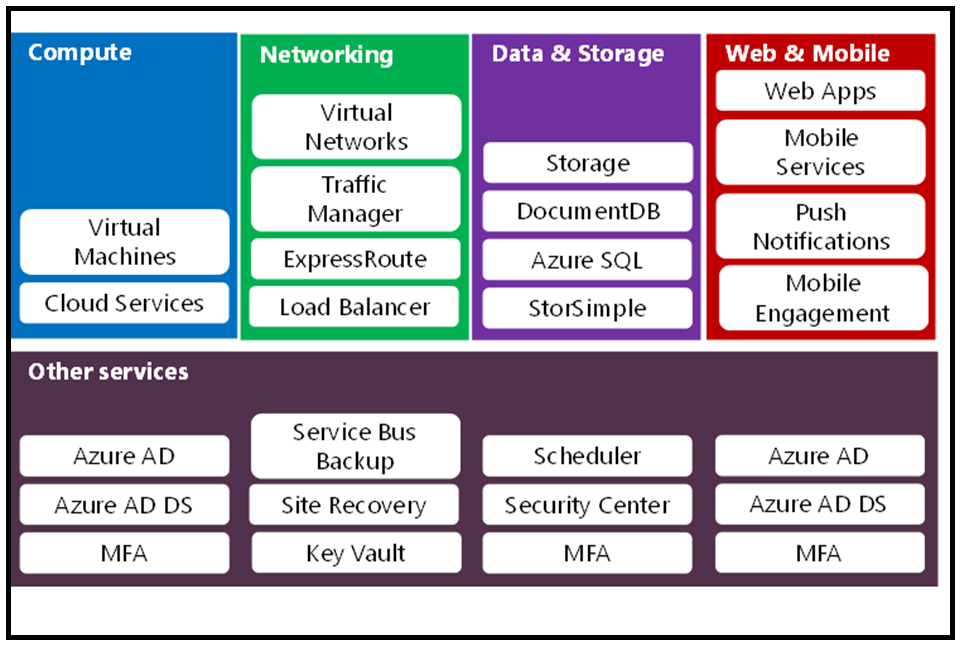 Compute
Virtual
Machines
Cloud Services
Networking
Virtual
Networks
Traffic
Manager
ExpressRoute
Load Balancer
Data & Storage
Storage
DocumentDB
Azure SQL
StorSimple
Web & Mobile
Web Apps
Mobile
Services
Push
Notifications
Mobile
Engagement
Other services
Azure AD
Azure AD DS
MFA
Service Bus
Backup
Site Recovery
Key Vault
Scheduler
Security Center
MFA
Azure AD
Azure AD DS
MFA